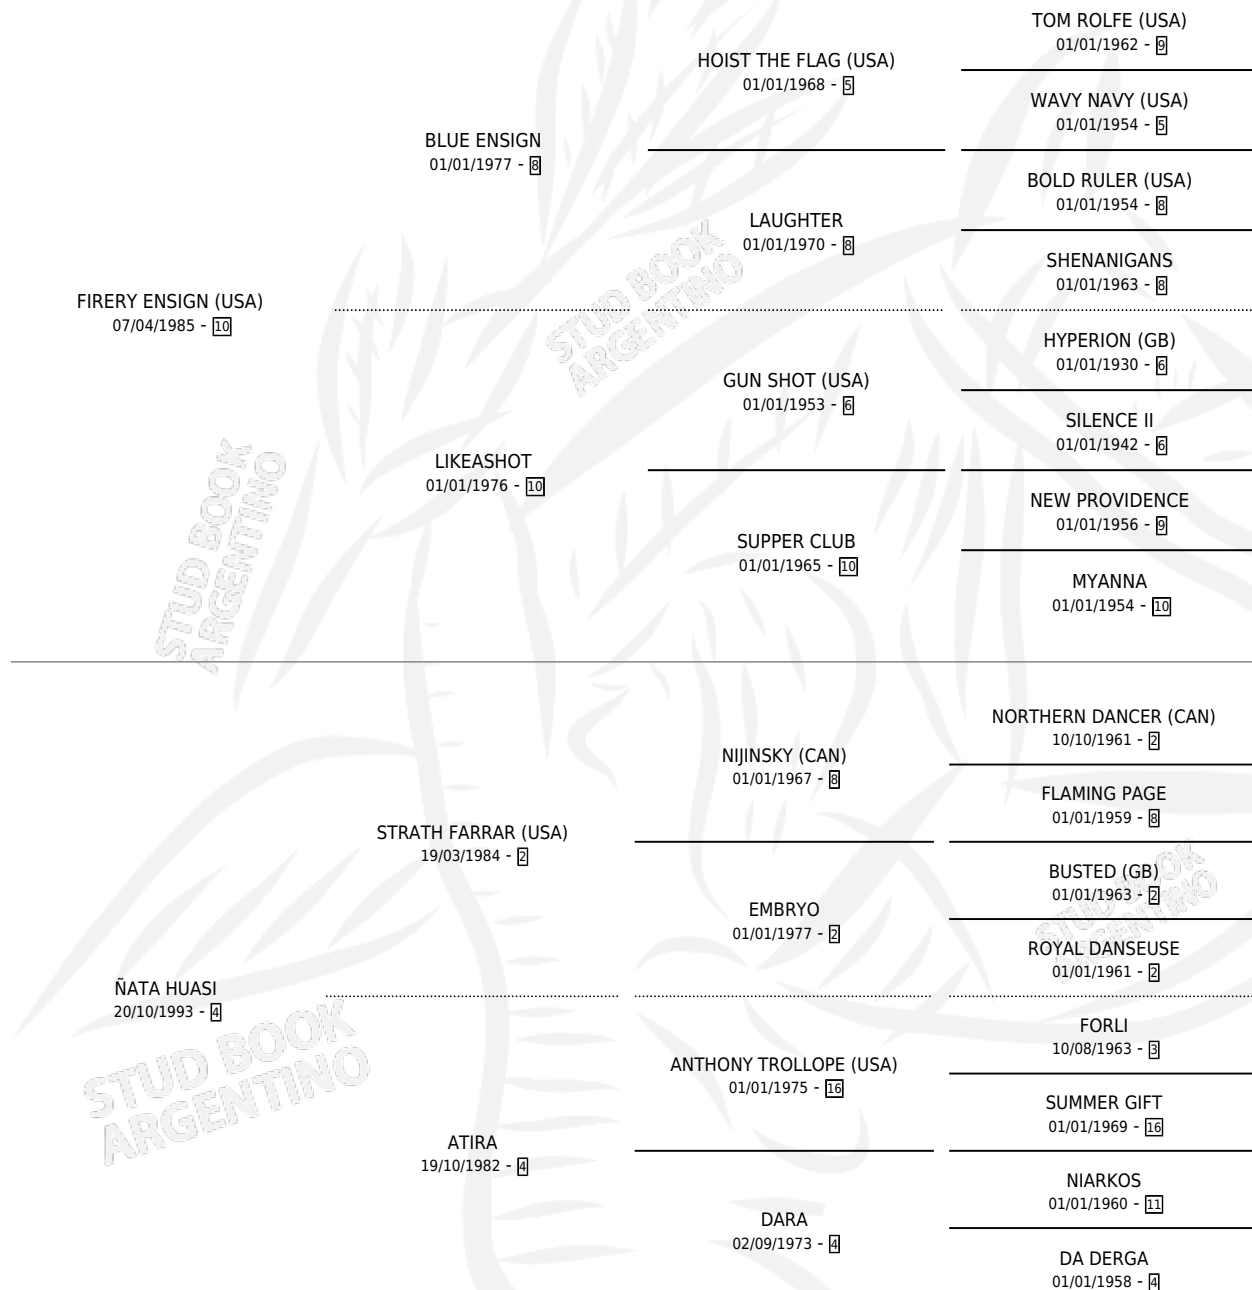 TOM ROLFE (USA)
01/01/1962 - 9
HOIST THE FLAG (USA)
01/01/1968 - 5
WAVY NAVY (USA)
01/01/1954 - 5
BLUE ENSIGN
01/01/1977 - 8
BOLD RULER (USA)
01/01/1954 - 8
LAUGHTER
01/01/1970 - 8
SHENANIGANS
01/01/1963 - 8
FIRERY ENSIGN (USA)
07/04/1985 - 10
HYPERION (GB)
01/01/1930 - 6
GUN SHOT (USA)
01/01/1953 - 6
SILENCE II
01/01/1942 - 6
LIKEASHOT
01/01/1976 - 10
NEW PROVIDENCE
01/01/1956 - 9
SUPPER CLUB
01/01/1965 - 10
MYANNA
01/01/1954 - 10
NORTHERN DANCER (CAN)
10/10/1961 - 2
NIJINSKY (CAN)
01/01/1967 - 8
FLAMING PAGE
01/01/1959 - 8
STRATH FARRAR (USA)
19/03/1984 - 2
BUSTED (GB)
01/01/1963 - 2
EMBRYO
01/01/1977 - 2
ROYAL DANSEUSE
01/01/1961 - 2
ÑATA HUASI
20/10/1993 - 4
FORLI
10/08/1963 - 3
ANTHONY TROLLOPE (USA)
01/01/1975 - 16
SUMMER GIFT
01/01/1969 - 16
ATIRA
19/10/1982 - 4
NIARKOS
01/01/1960 - 11
DARA
02/09/1973 - 4
DA DERGA
01/01/1958 - 4
STUD BOOK
ARGENTINO
STUD BOOK
ARGENTINO
STUD BOOK
ARGENTINO
STUD BOOK
ARGENTINO